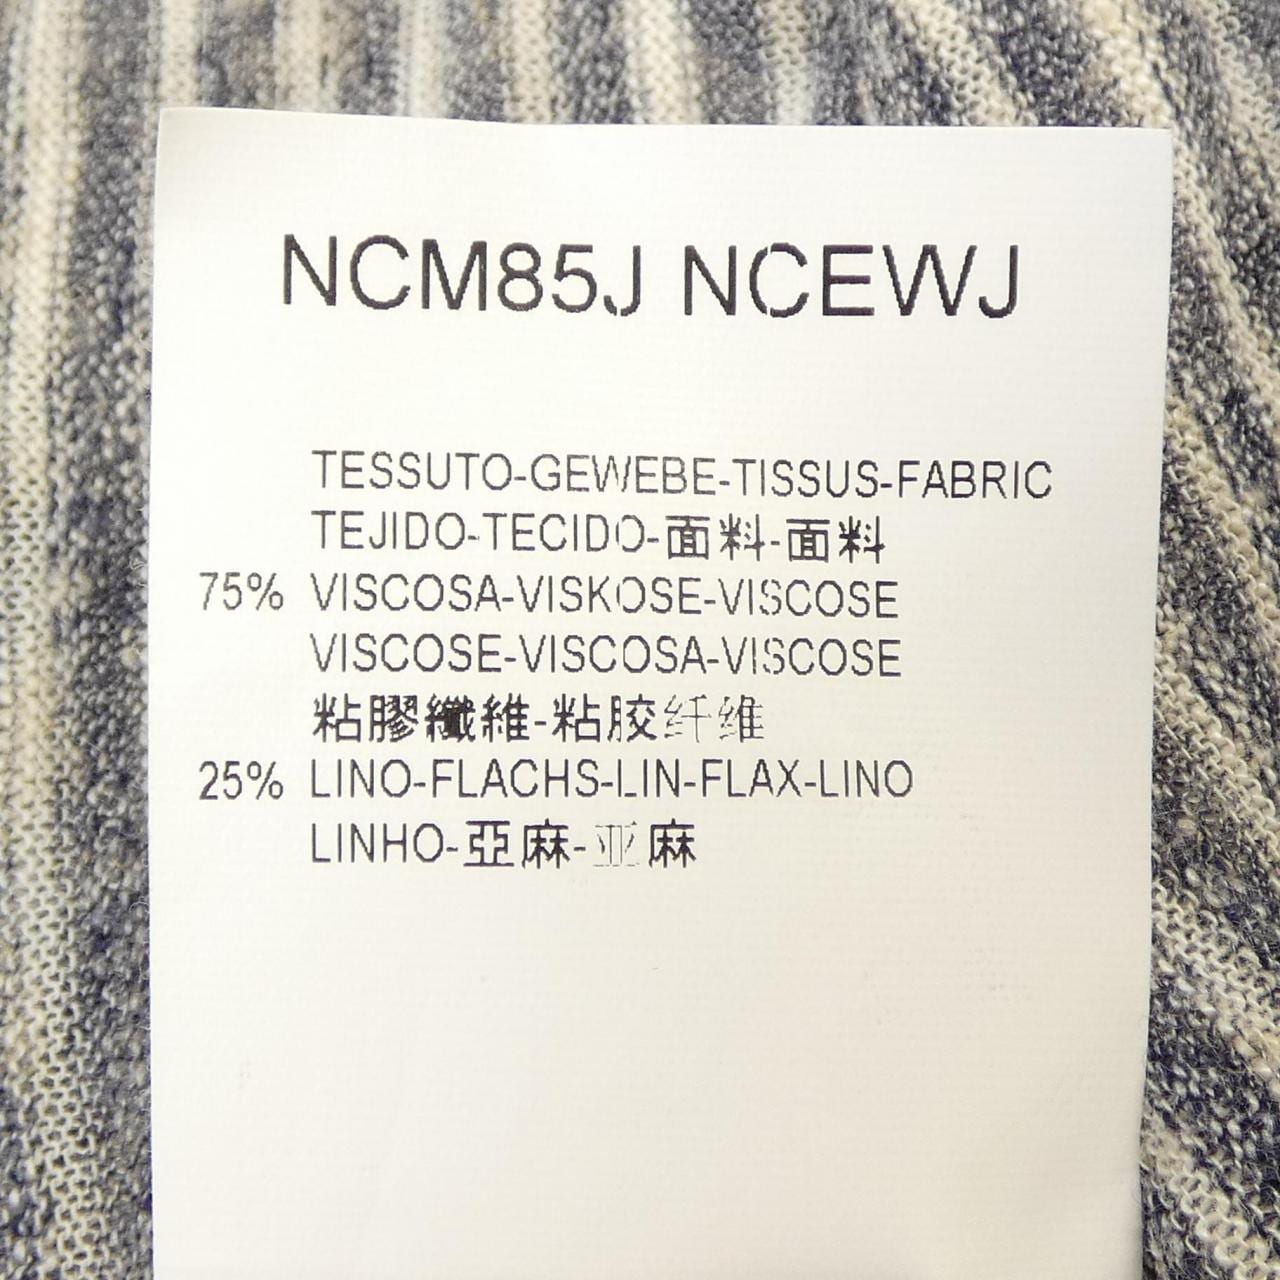 NCM85J NCEWJ
TESSUTO-GEWEBE-TISSUS-FABRIC
TEJIDO-TECIDO-面料-面料
75% VISCOSA-VISKOSE-VISCOSE
VISCOSE-VISCOSA-VISCOSE
粘膠纖維-粘胶纤维
25% LINO-FLACHS-LIN-FLAX-LINO
LINHO-亞麻-亚麻